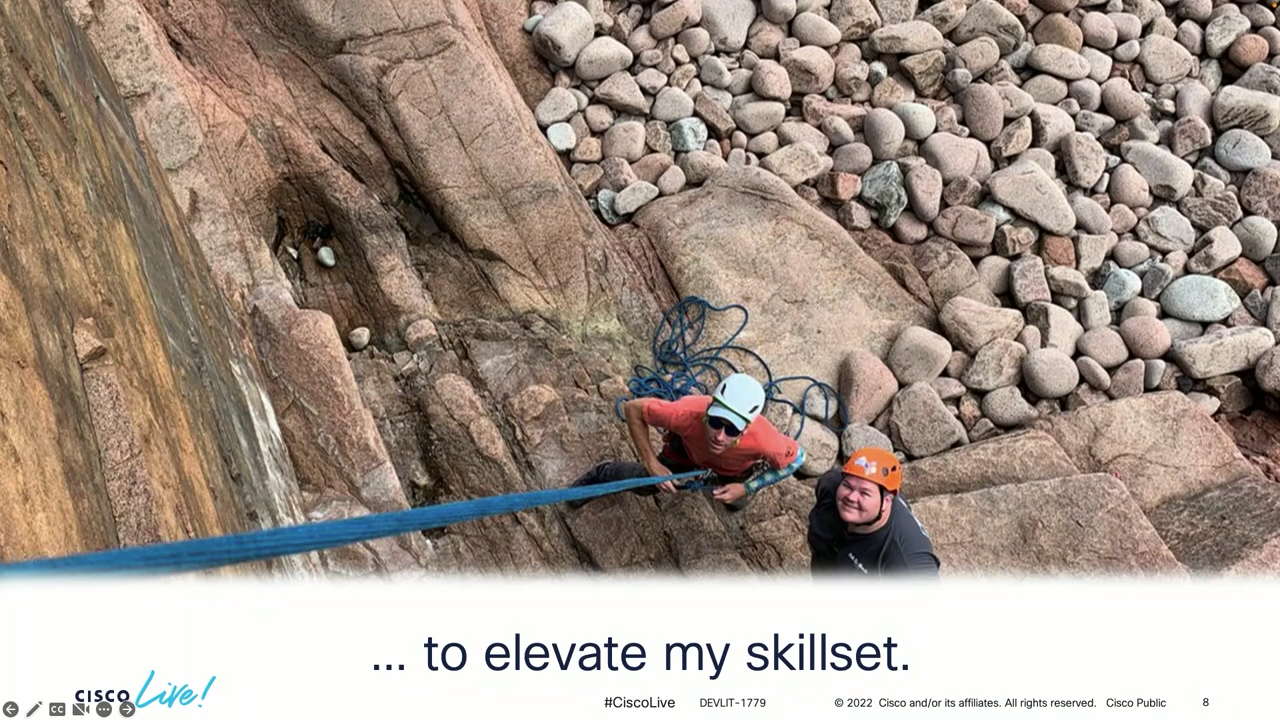 ... to elevate my skillset.
CISCO Live!
#CiscoLive
DEVLIT-1779
© 2022 Cisco and/or its affiliates. All rights reserved. Cisco Public
8
CC